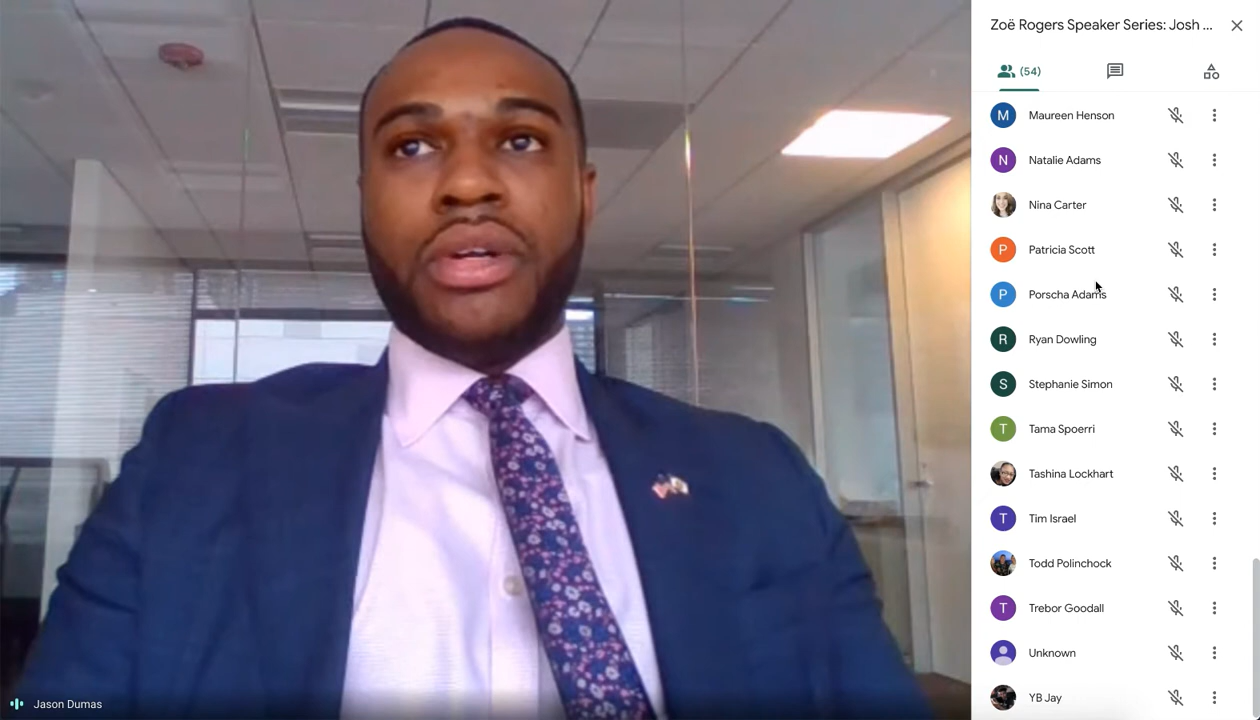 Zoë Rogers Speaker Series: Josh ...
(54)
M Maureen Henson
N Natalie Adams
Nina Carter
P Patricia Scott
P Porscha Adams
R Ryan Dowling
S Stephanie Simon
T Tama Spoerri
Tashina Lockhart
T Tim Israel
Todd Polinchock
T Trebor Goodall
Unknown
YB Jay
Jason Dumas